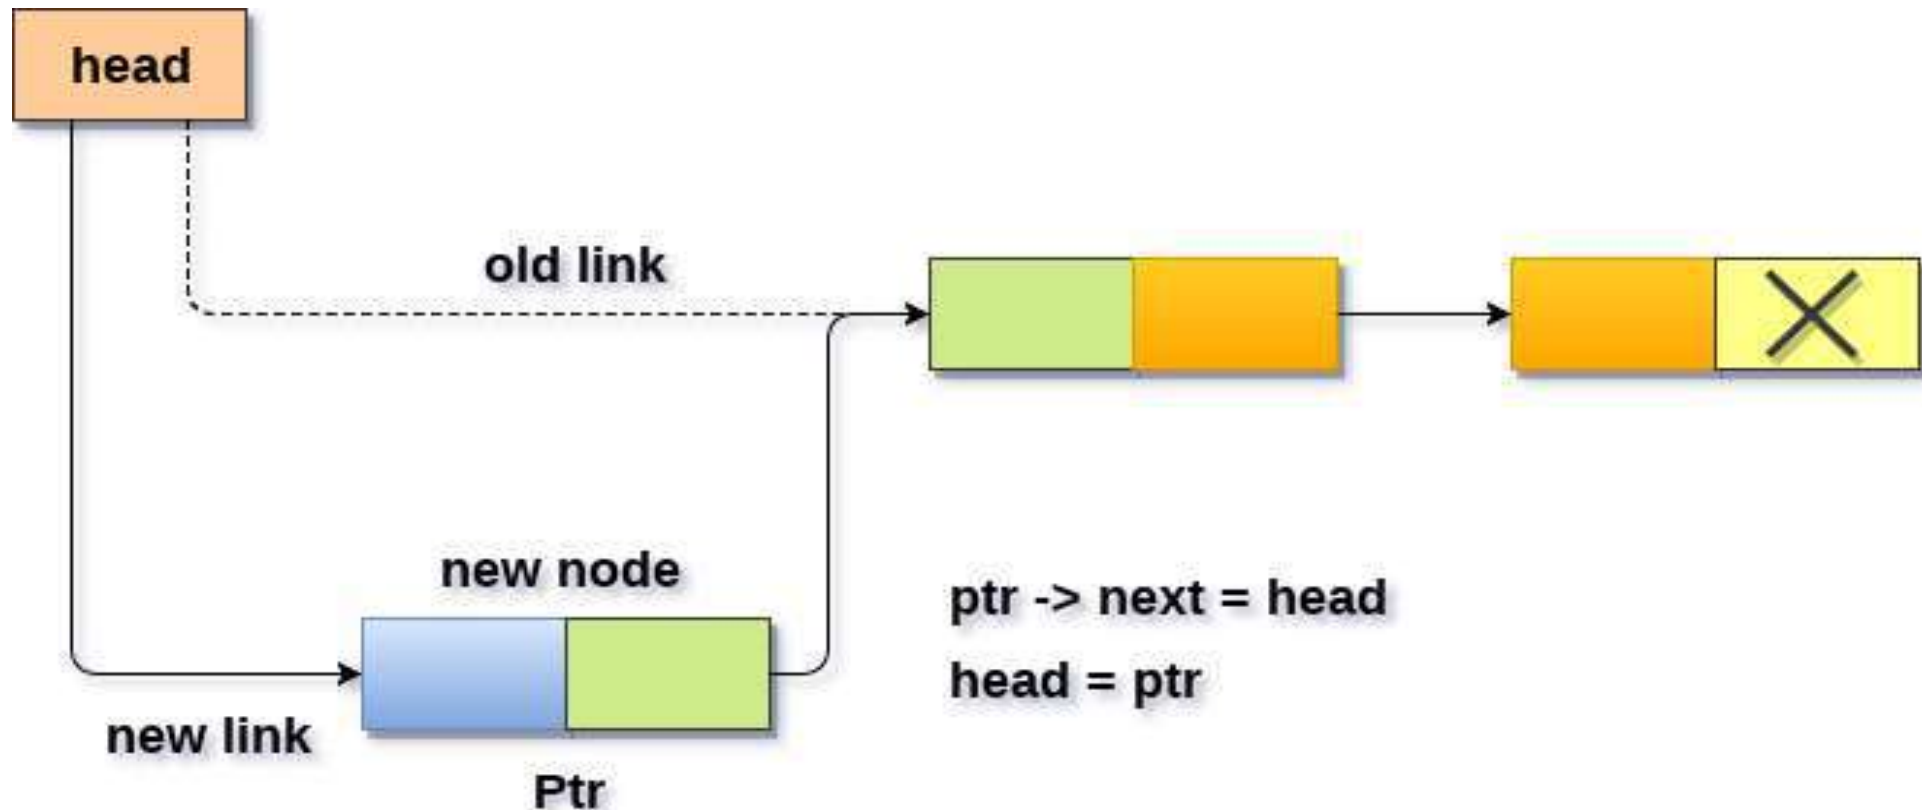 head
old link
new node
ptr -> next = head
head = ptr
new link
Ptr